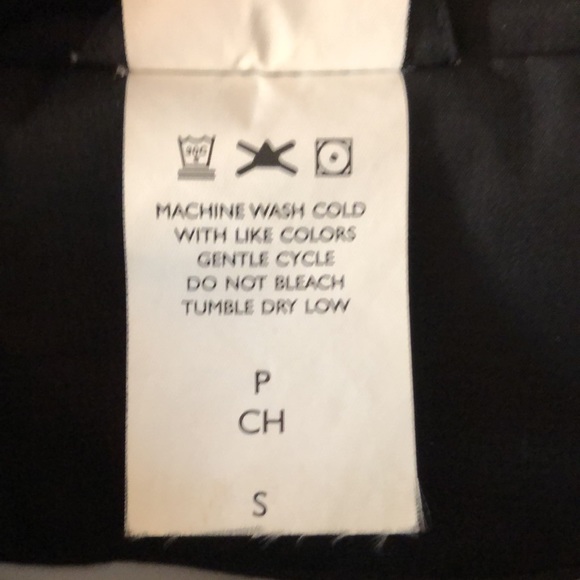 MACHINE WASH COLD
WITH LIKE COLORS
GENTLE CYCLE
DO NOT BLEACH
TUMBLE DRY LOW
P
CH
S